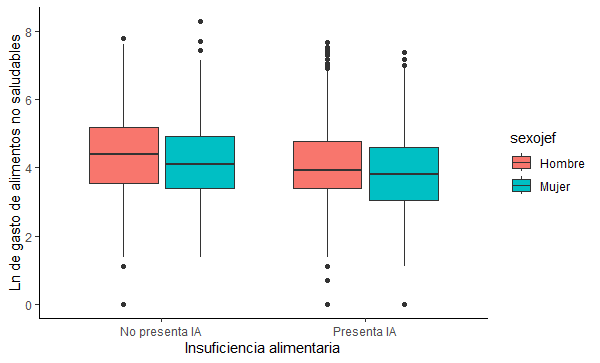 Ln de gasto de alimentos no saludables
8
6
4
2
0
No presenta IA
Presenta IA
Insuficiencia alimentaria
sexojef
Hombre
Mujer